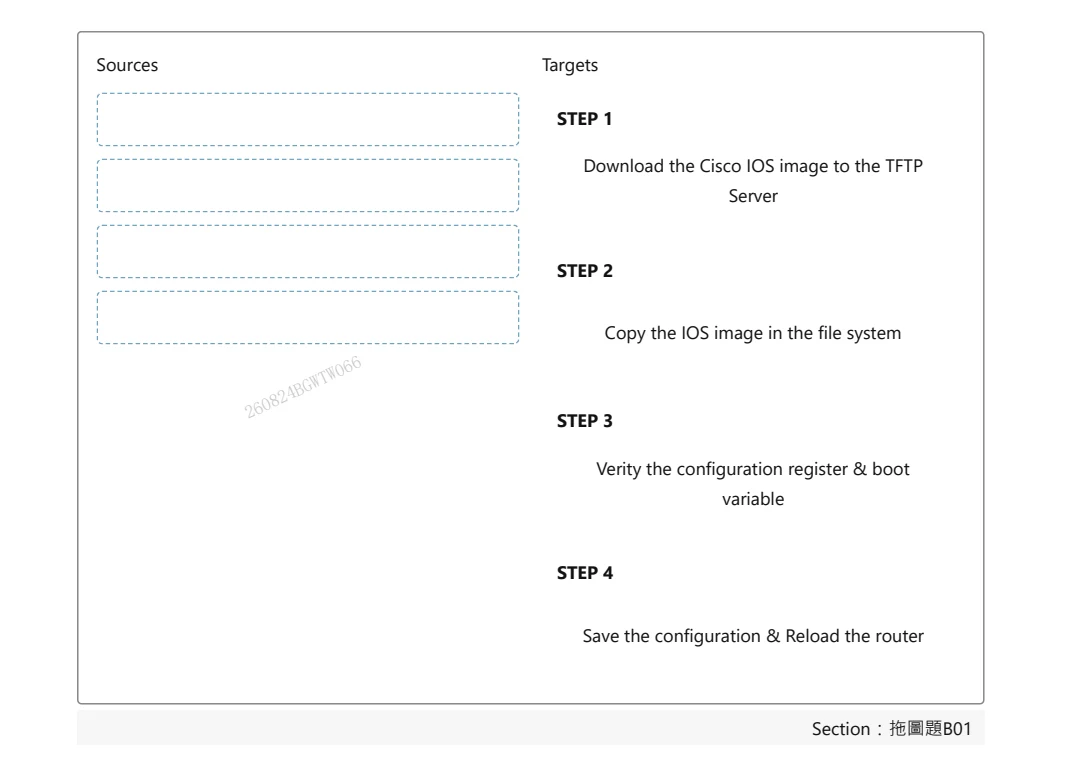 Sources
Targets
STEP 1
Download the Cisco IOS image to the TFTP
Server
STEP 2
Copy the IOS image in the file system
260824BGWTW066
STEP 3
Verity the configuration register & boot
variable
STEP 4
Save the configuration & Reload the router
Section：拖圖題B01